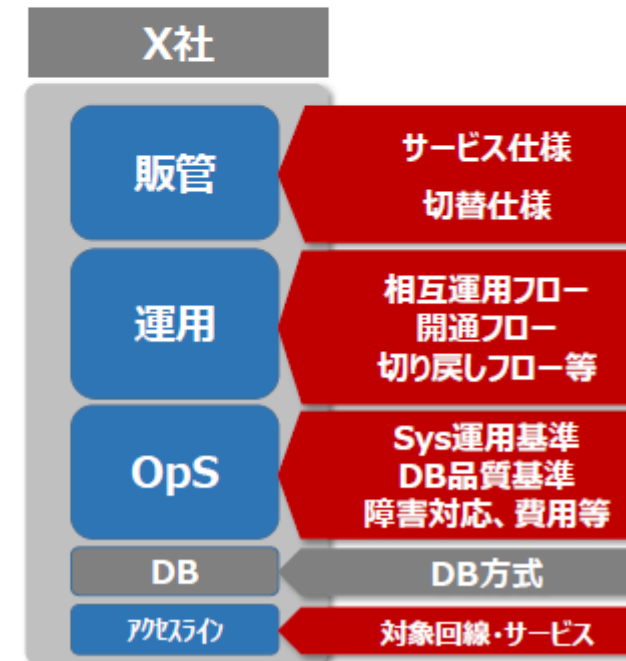 X社
販管
サービス仕様
切替仕様
運用
相互運用フロー
開通フロー
切り戻しフロー等
OpS
Sys運用基準
DB品質基準
障害対応、費用等
DB
DB方式
ｱｸｾｽﾗｲﾝ
対象回線・サービス